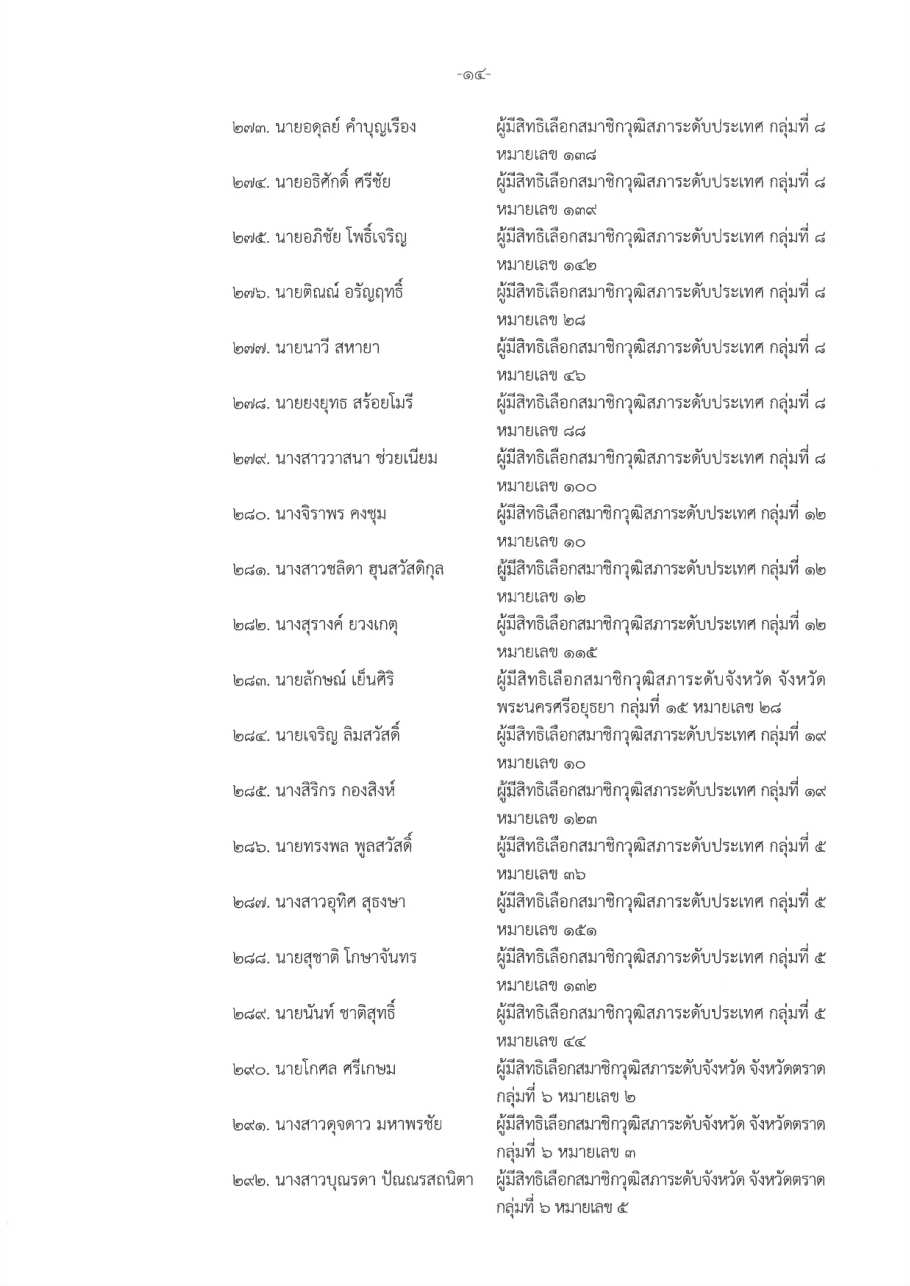 -๑๔-
๒๗๓. นายอดุลย์ คำบุญเรือง ผู้มีสิทธิเลือกสมาชิกวุฒิสภาระดับประเทศ กลุ่มที่ ๘
หมายเลข ๑๓๘
๒๗๔. นายอธิศักดิ์ ศรีชัย ผู้มีสิทธิเลือกสมาชิกวุฒิสภาระดับประเทศ กลุ่มที่ ๘
หมายเลข ๑๓๙
๒๗๕. นายอภิชัย โพธิ์เจริญ ผู้มีสิทธิเลือกสมาชิกวุฒิสภาระดับประเทศ กลุ่มที่ ๘
หมายเลข ๑๔๒
๒๗๖. นายติณณ์ อรัญฤทธิ์ ผู้มีสิทธิเลือกสมาชิกวุฒิสภาระดับประเทศ กลุ่มที่ ๘
หมายเลข ๒๘
๒๗๗. นายนาวี สหายา ผู้มีสิทธิเลือกสมาชิกวุฒิสภาระดับประเทศ กลุ่มที่ ๘
หมายเลข ๔๖
๒๗๘. นายยงยุทธ สร้อยโมรี ผู้มีสิทธิเลือกสมาชิกวุฒิสภาระดับประเทศ กลุ่มที่ ๘
หมายเลข ๘๘
๒๗๙. นางสาววาสนา ช่วยเนียม ผู้มีสิทธิเลือกสมาชิกวุฒิสภาระดับประเทศ กลุ่มที่ ๘
หมายเลข ๑๐๐
๒๘๐. นางจิราพร คงชุม ผู้มีสิทธิเลือกสมาชิกวุฒิสภาระดับประเทศ กลุ่มที่ ๑๒
หมายเลข ๑๐
๒๘๑. นางสาวชลิดา ฮุนสวัสดิกุล ผู้มีสิทธิเลือกสมาชิกวุฒิสภาระดับประเทศ กลุ่มที่ ๑๒
หมายเลข ๑๒
๒๘๒. นางสุรางค์ ยวงเกตุ ผู้มีสิทธิเลือกสมาชิกวุฒิสภาระดับประเทศ กลุ่มที่ ๑๒
หมายเลข ๑๑๕
๒๘๓. นายลักษณ์ เย็นศิริ ผู้มีสิทธิเลือกสมาชิกวุฒิสภาระดับจังหวัด จังหวัด
พระนครศรีอยุธยา กลุ่มที่ ๑๕ หมายเลข ๒๘
๒๘๔. นายเจริญ ลิมสวัสดิ์ ผู้มีสิทธิเลือกสมาชิกวุฒิสภาระดับประเทศ กลุ่มที่ ๑๙
หมายเลข ๑๐
๒๘๕. นางสิริกร กองสิงห์ ผู้มีสิทธิเลือกสมาชิกวุฒิสภาระดับประเทศ กลุ่มที่ ๑๙
หมายเลข ๑๒๓
๒๘๖. นายทรงพล พูลสวัสดิ์ ผู้มีสิทธิเลือกสมาชิกวุฒิสภาระดับประเทศ กลุ่มที่ ๕
หมายเลข ๓๖
๒๘๗. นางสาวอุทิศ สุธงษา ผู้มีสิทธิเลือกสมาชิกวุฒิสภาระดับประเทศ กลุ่มที่ ๕
หมายเลข ๑๕๑
๒๘๘. นายสุชาติ โกษาจันทร ผู้มีสิทธิเลือกสมาชิกวุฒิสภาระดับประเทศ กลุ่มที่ ๕
หมายเลข ๑๓๒
๒๘๙. นายนันท์ ชาติสุทธิ์ ผู้มีสิทธิเลือกสมาชิกวุฒิสภาระดับประเทศ กลุ่มที่ ๕
หมายเลข ๔๔
๒๙๐. นายโกศล ศรีเกษม ผู้มีสิทธิเลือกสมาชิกวุฒิสภาระดับจังหวัด จังหวัดตราด
กลุ่มที่ ๖ หมายเลข ๒
๒๙๑. นางสาวดุจดาว มหาพรชัย ผู้มีสิทธิเลือกสมาชิกวุฒิสภาระดับจังหวัด จังหวัดตราด
กลุ่มที่ ๖ หมายเลข ๓
๒๙๒. นางสาวบุณรดา ปัณณรสถนิตา ผู้มีสิทธิเลือกสมาชิกวุฒิสภาระดับจังหวัด จังหวัดตราด
กลุ่มที่ ๖ หมายเลข ๕